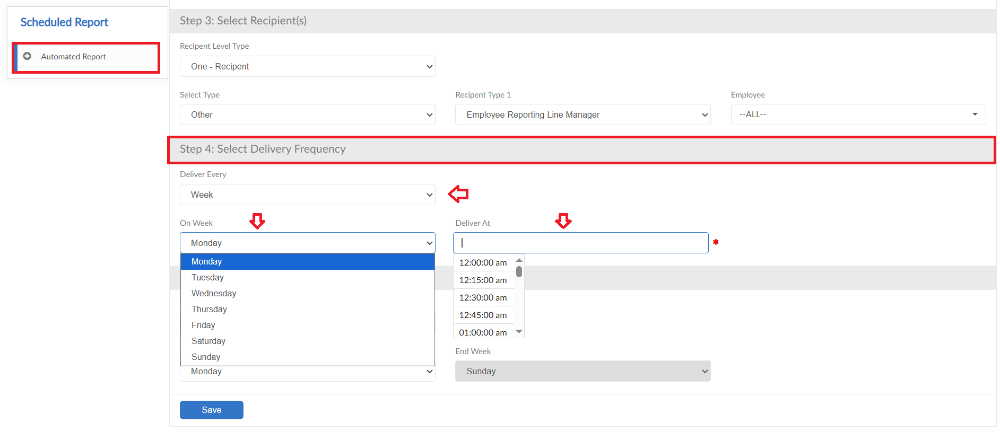 Scheduled Report
Automated Report
Step 3: Select Recipient(s)
Recipent Level Type
One - Recipent
Select Type
Recipent Type 1
Employee
Other
Employee Reporting Line Manager
--ALL--
Step 4: Select Delivery Frequency
Deliver Every
Week
On Week
Deliver At
Monday
*
Monday
Tuesday
Wednesday
Thursday
Friday
Saturday
Sunday
12:00:00 am
12:15:00 am
12:30:00 am
12:45:00 am
01:00:00 am
End Week
Monday
Sunday
Save